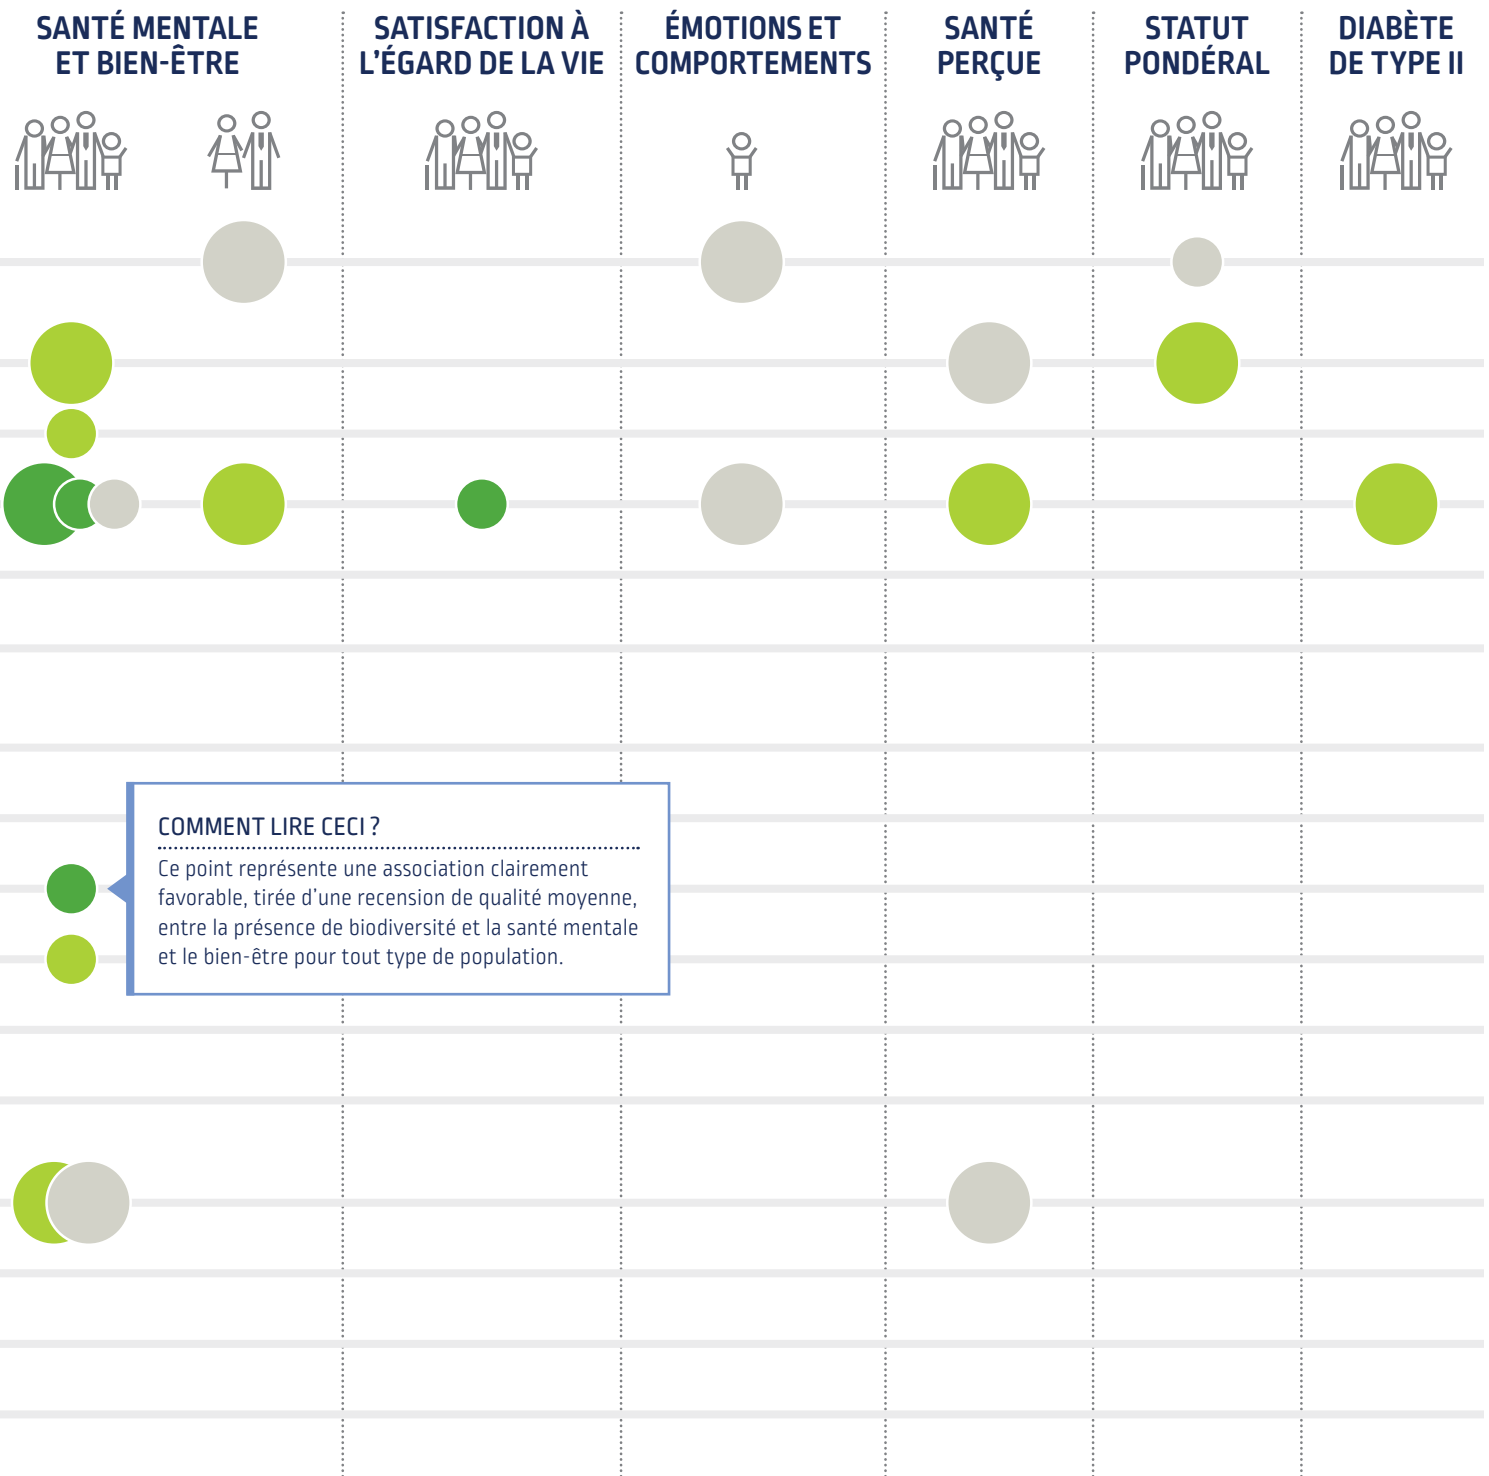 SANTÉ MENTALE
ET BIEN-ÊTRE
SATISFACTION À
L’ÉGARD DE LA VIE
ÉMOTIONS ET
COMPORTEMENTS
SANTÉ
PERÇUE
STATUT
PONDÉRAL
DIABÈTE
DE TYPE II
COMMENT LIRE CECI ?
Ce point représente une association clairement
favorable, tirée d’une recension de qualité moyenne,
entre la présence de biodiversité et la santé mentale
et le bien-être pour tout type de population.